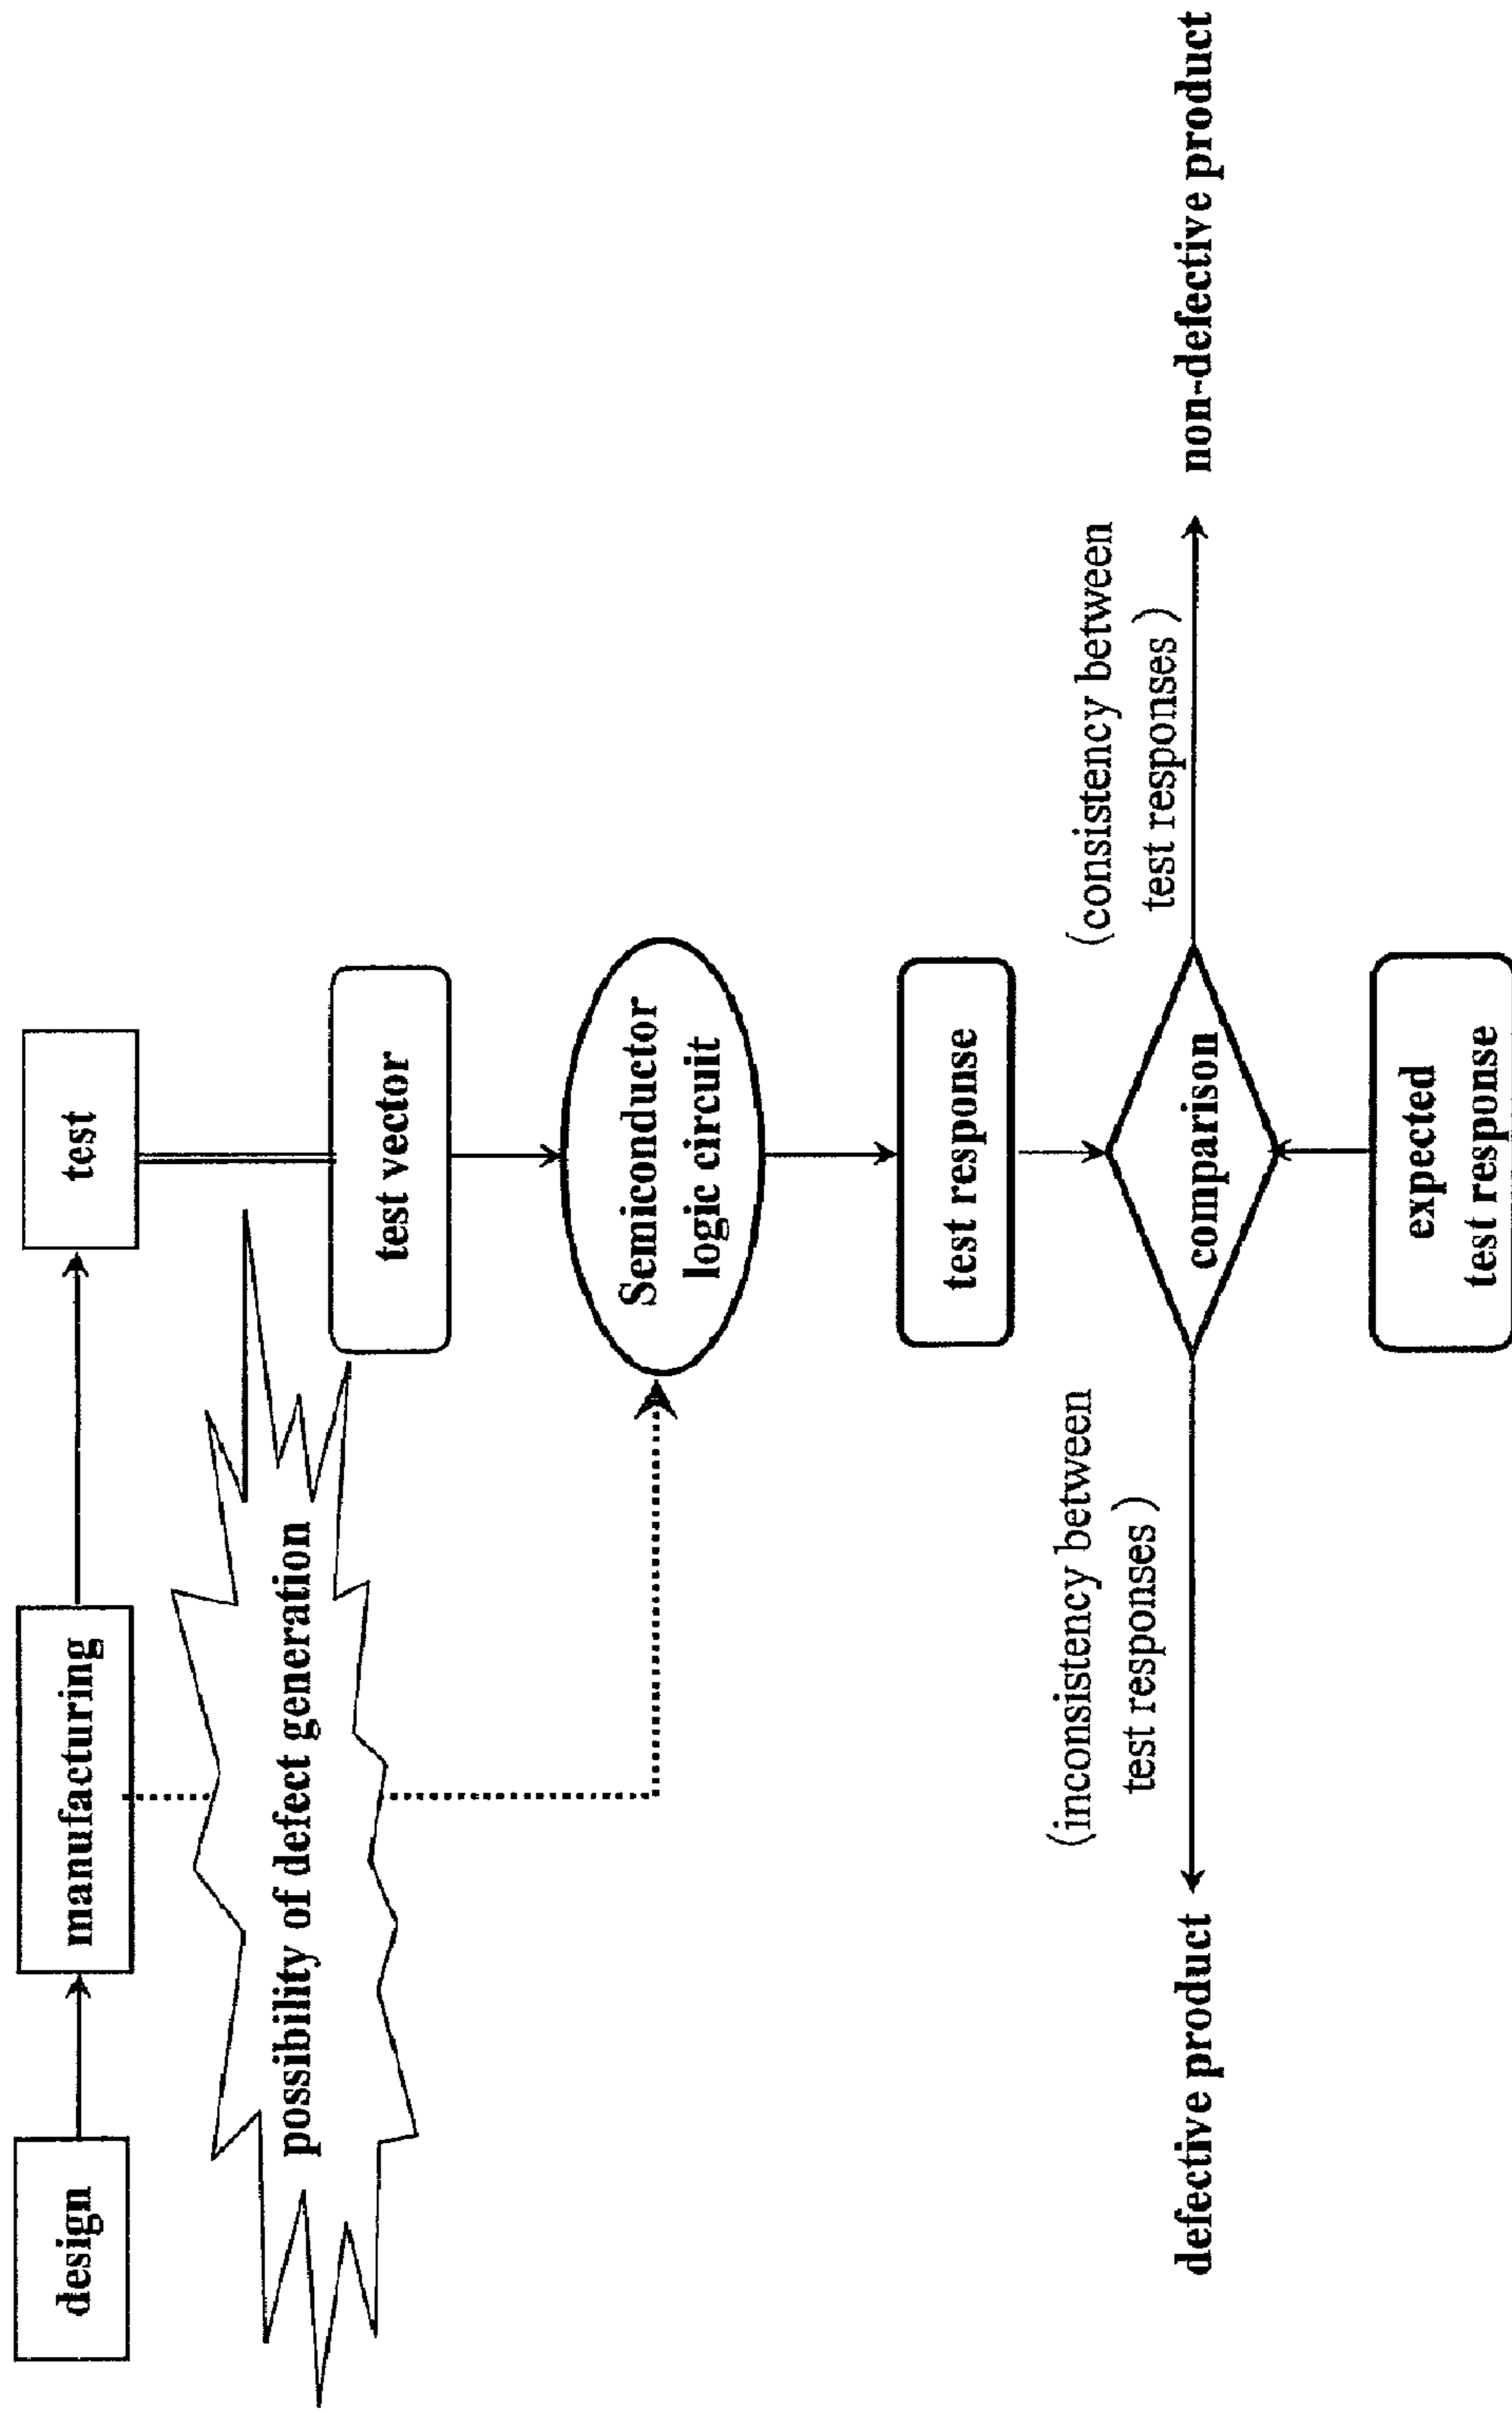 design
manufacturing
test
possibility of defect generation
test vector
Semiconductor
logic circuit
test response
(inconsistency between
test responses)
(consistency between
test responses)
defective product
comparison
non-defective product
expected
test response